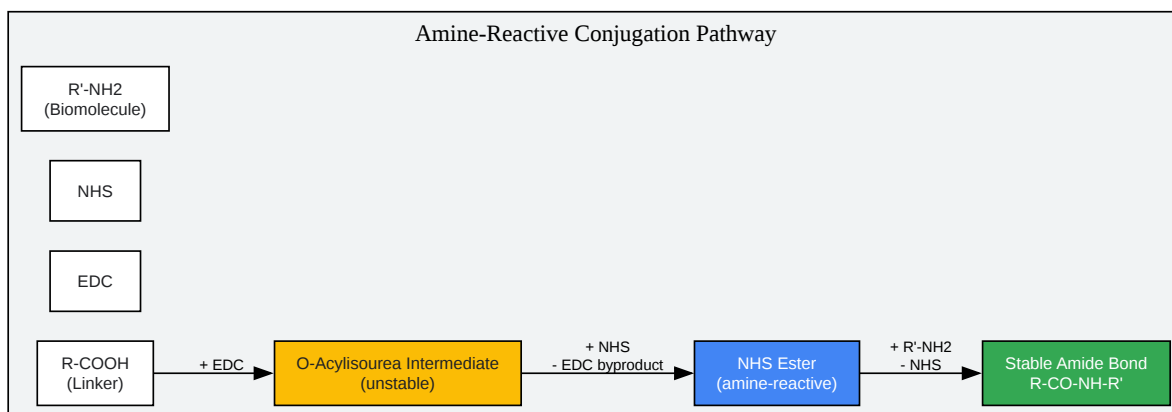 Amine-Reactive Conjugation Pathway
R'-NH2
(Biomolecule)
NHS
EDC
R-COOH
(Linker)
+ EDC
O-Acylisourea Intermediate
(unstable)
+ NHS
- EDC byproduct
NHS Ester
(amine-reactive)
+ R'-NH2
- NHS
Stable Amide Bond
R-CO-NH-R'